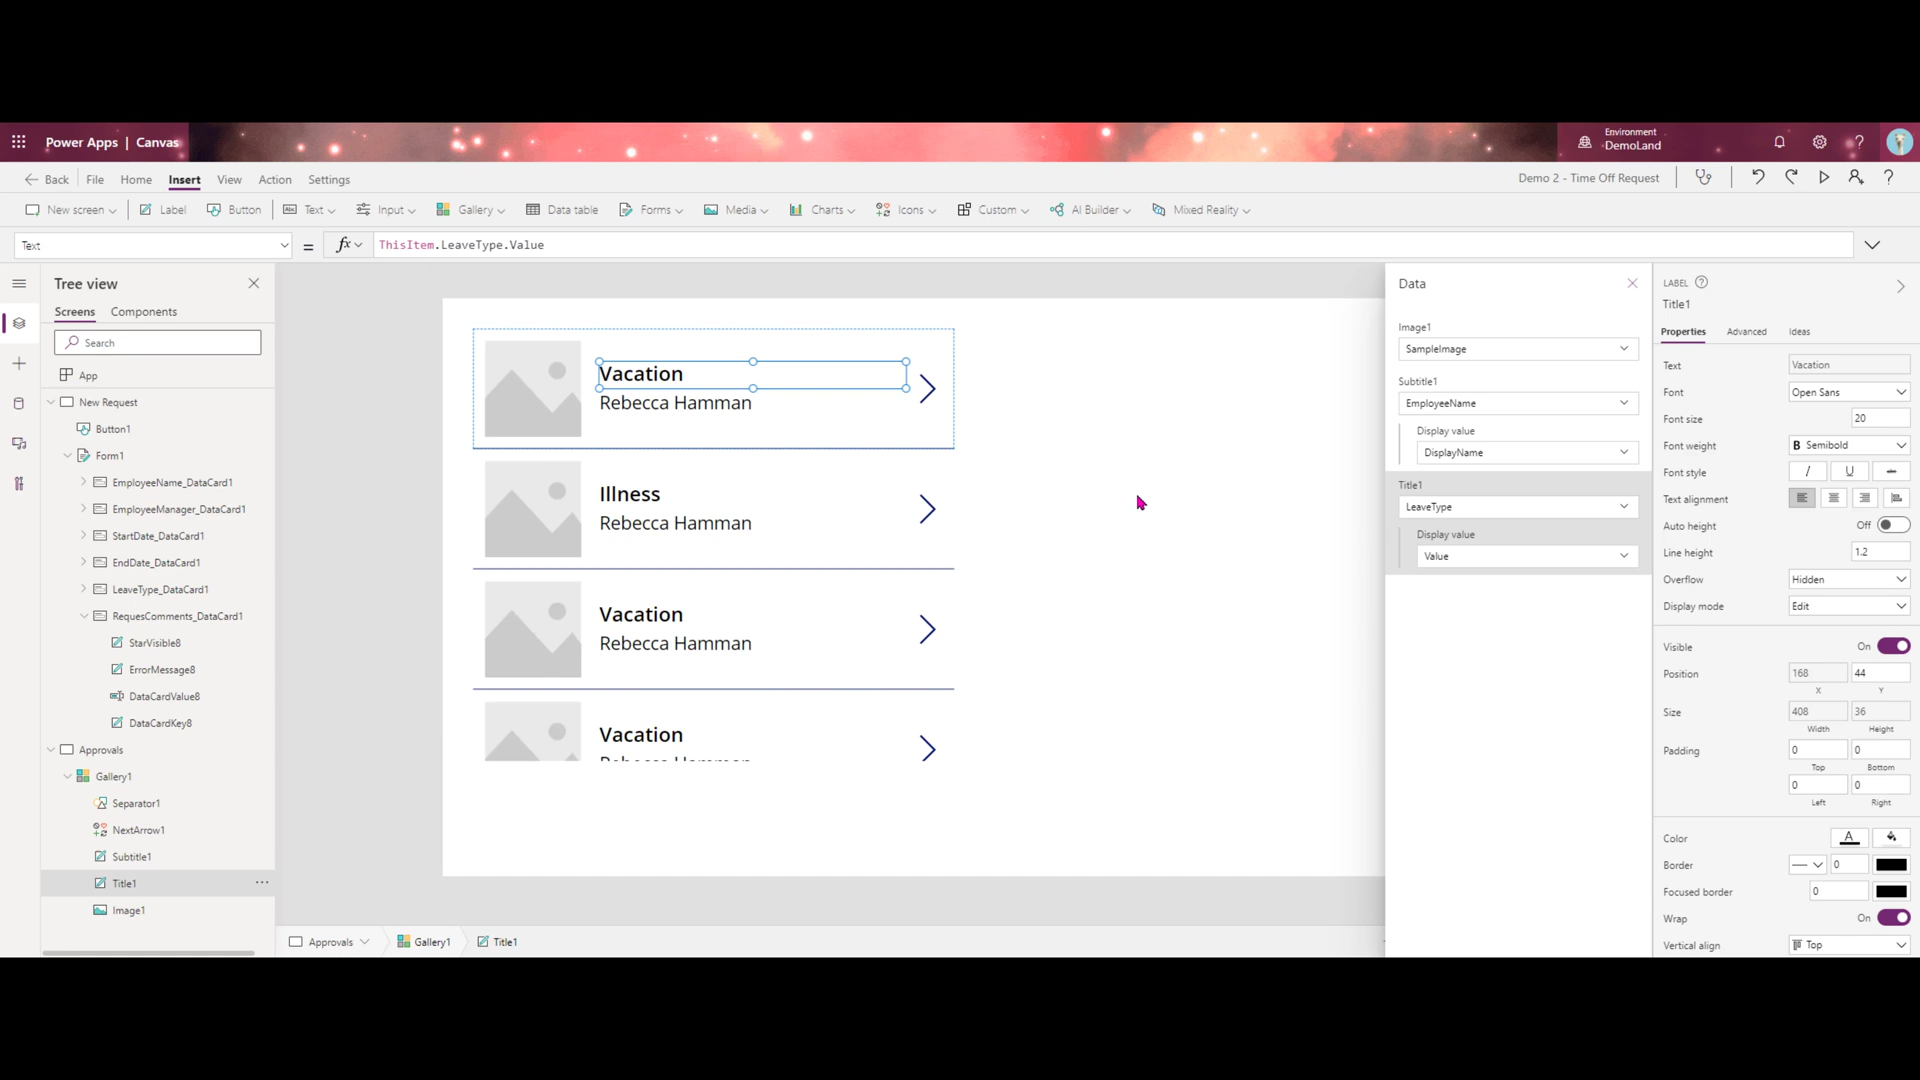 Power Apps | Canvas
Environment
DemoLand
?
Back File Home Insert View Action Settings
Demo 2 - Time Off Request
?
New screen Label Button Text Input Gallery Data table Forms Media Charts Icons Custom AI Builder Mixed Reality
Text = fx ThisItem.LeaveType.Value
Tree view
Screens Components
Search
App
New Request
Button1
Form1
EmployeeName_DataCard1
EmployeeManager_DataCard1
StartDate_DataCard1
EndDate_DataCard1
LeaveType_DataCard1
RequesComments_DataCard1
StarVisible8
ErrorMessage8
DataCardValue8
DataCardKey8
Approvals
Gallery1
Separator1
NextArrow1
Subtitle1
Title1 ...
Image1
Vacation
Rebecca Hamman
Illness
Rebecca Hamman
Vacation
Rebecca Hamman
Vacation
Approvals Gallery1 Title1
Data
Image1
SampleImage
Subtitle1
EmployeeName
Display value
DisplayName
Title1
LeaveType
Display value
Value
LABEL ?
Title1
Properties Advanced Ideas
Text Vacation
Font Open Sans
Font size 20
Font weight B Semibold
Font style / U
Text alignment
Auto height Off
Line height 1.2
Overflow Hidden
Display mode Edit
Visible On
Position 168 44
X Y
Size 408 36
Width Height
Padding 0 0
Top Bottom
0 0
Left Right
Color A
Border 0
Focused border 0
Wrap On
Vertical align Top